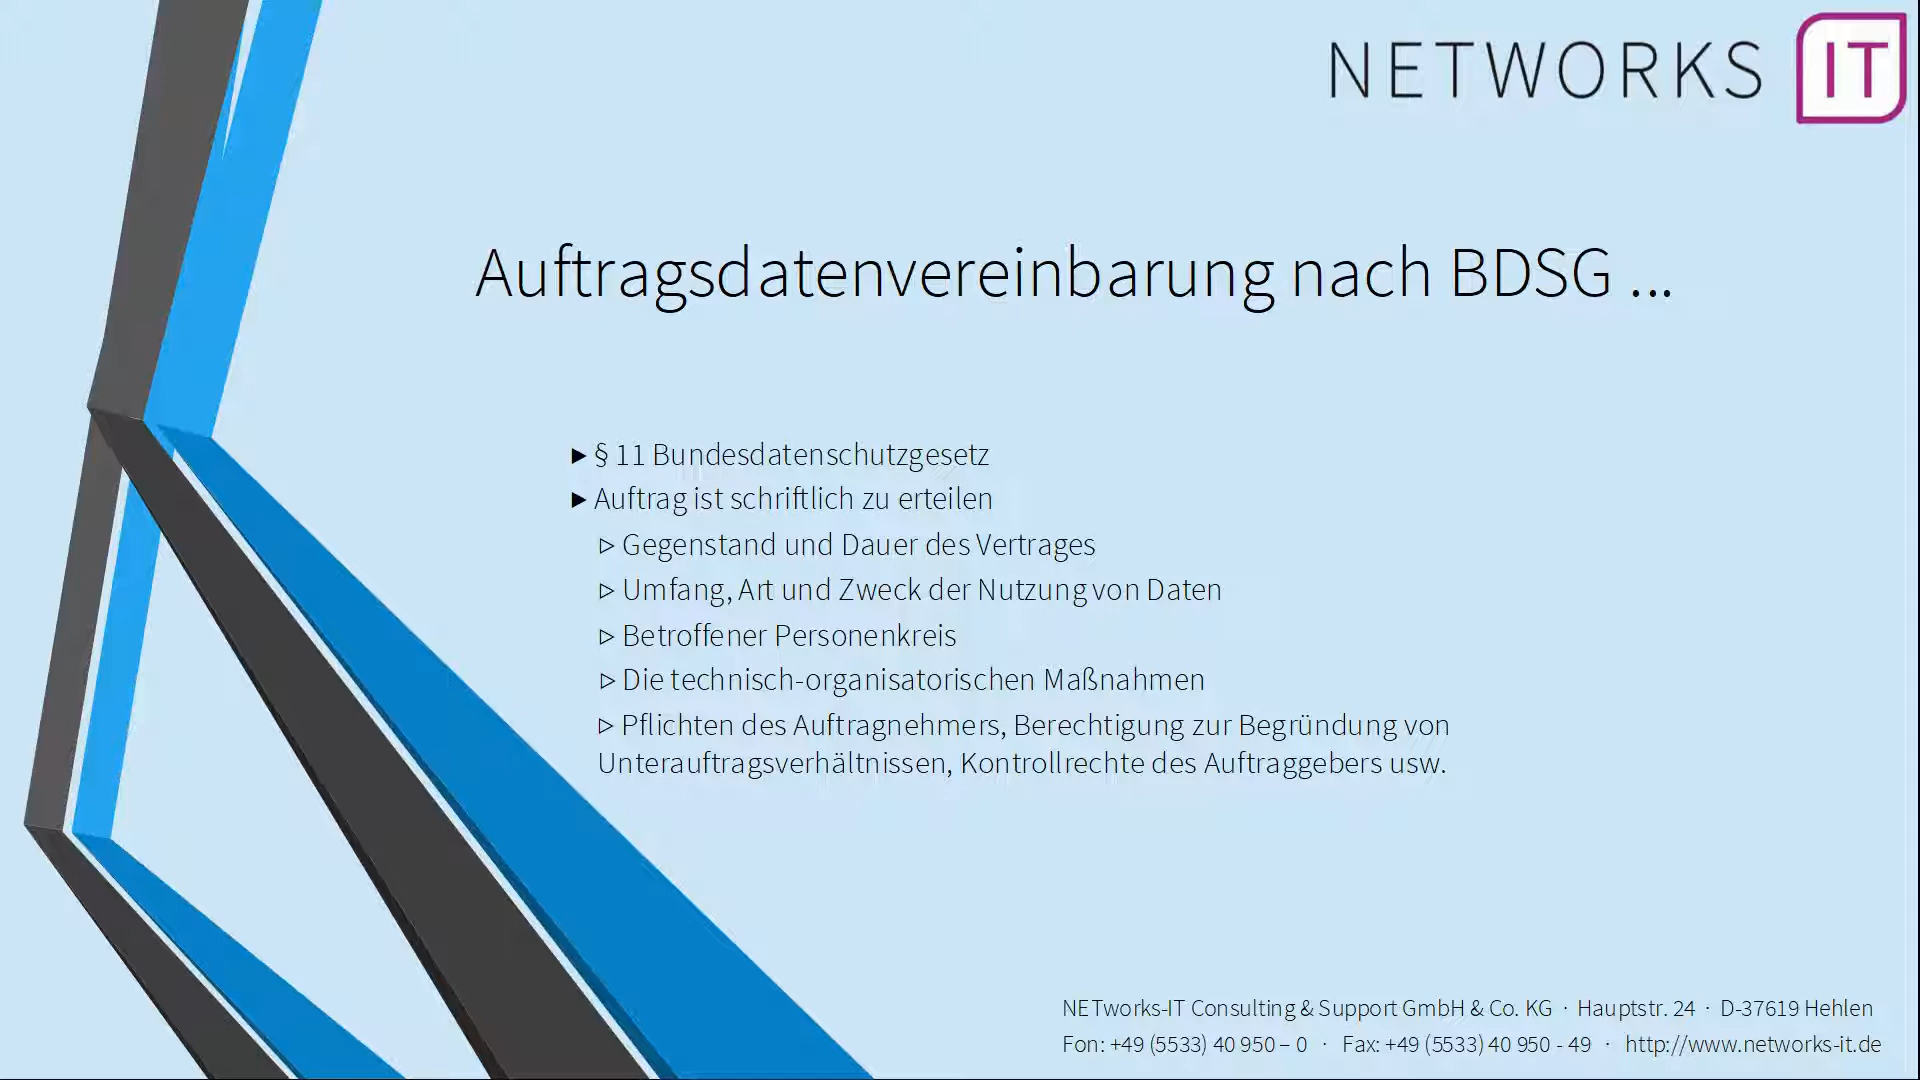 NETWORKS IT
Auftragsdatenvereinbarung nach BDSG ...
▶ § 11 Bundesdatenschutzgesetz
▶ Auftrag ist schriftlich zu erteilen
▷ Gegenstand und Dauer des Vertrages
▷ Umfang, Art und Zweck der Nutzung von Daten
▷ Betroffener Personenkreis
▷ Die technisch-organisatorischen Maßnahmen
▷ Pflichten des Auftragnehmers, Berechtigung zur Begründung von
Unterauftragsverhältnissen, Kontrollrechte des Auftraggebers usw.
NETworks-IT Consulting & Support GmbH & Co. KG · Hauptstr. 24 · D-37619 Hehlen
Fon: +49 (5533) 40 950 – 0 · Fax: +49 (5533) 40 950 - 49 · http://www.networks-it.de